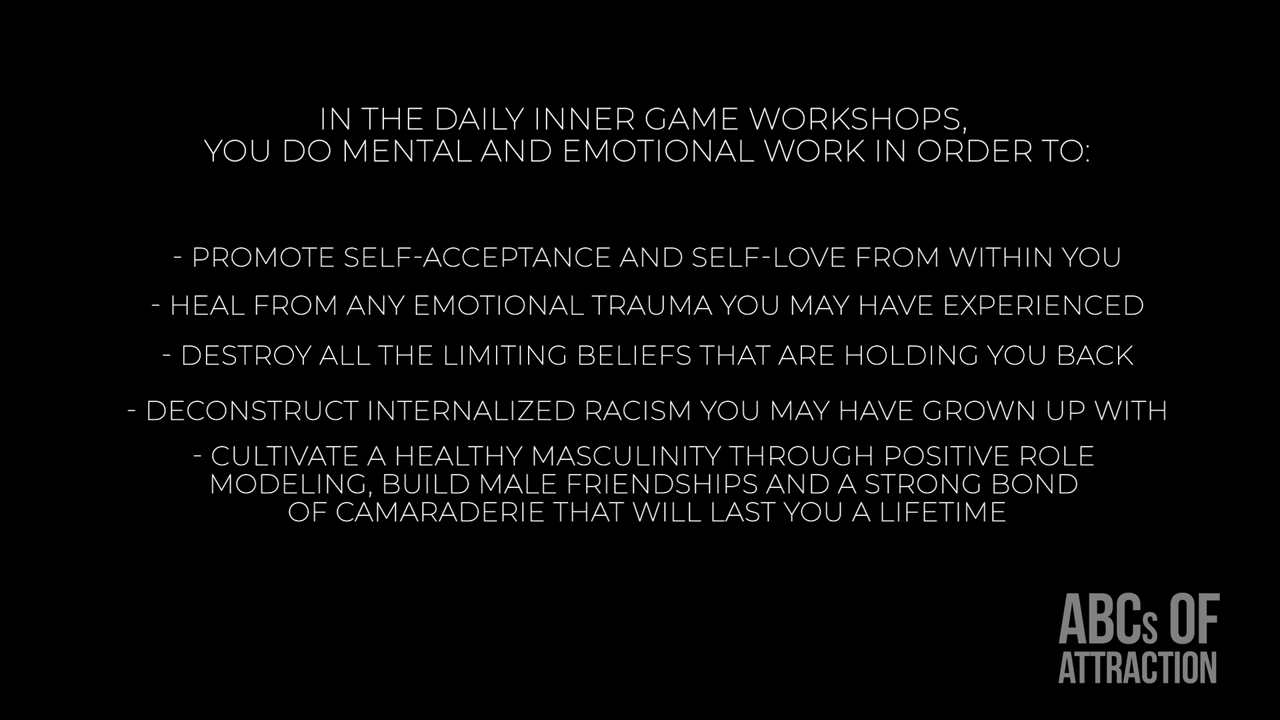 IN THE DAILY INNER GAME WORKSHOPS,
YOU DO MENTAL AND EMOTIONAL WORK IN ORDER TO:
- PROMOTE SELF-ACCEPTANCE AND SELF-LOVE FROM WITHIN YOU
- HEAL FROM ANY EMOTIONAL TRAUMA YOU MAY HAVE EXPERIENCED
- DESTROY ALL THE LIMITING BELIEFS THAT ARE HOLDING YOU BACK
- DECONSTRUCT INTERNALIZED RACISM YOU MAY HAVE GROWN UP WITH
- CULTIVATE A HEALTHY MASCULINITY THROUGH POSITIVE ROLE
MODELING, BUILD MALE FRIENDSHIPS AND A STRONG BOND
OF CAMARADERIE THAT WILL LAST YOU A LIFETIME
ABCs OF
ATTRACTION